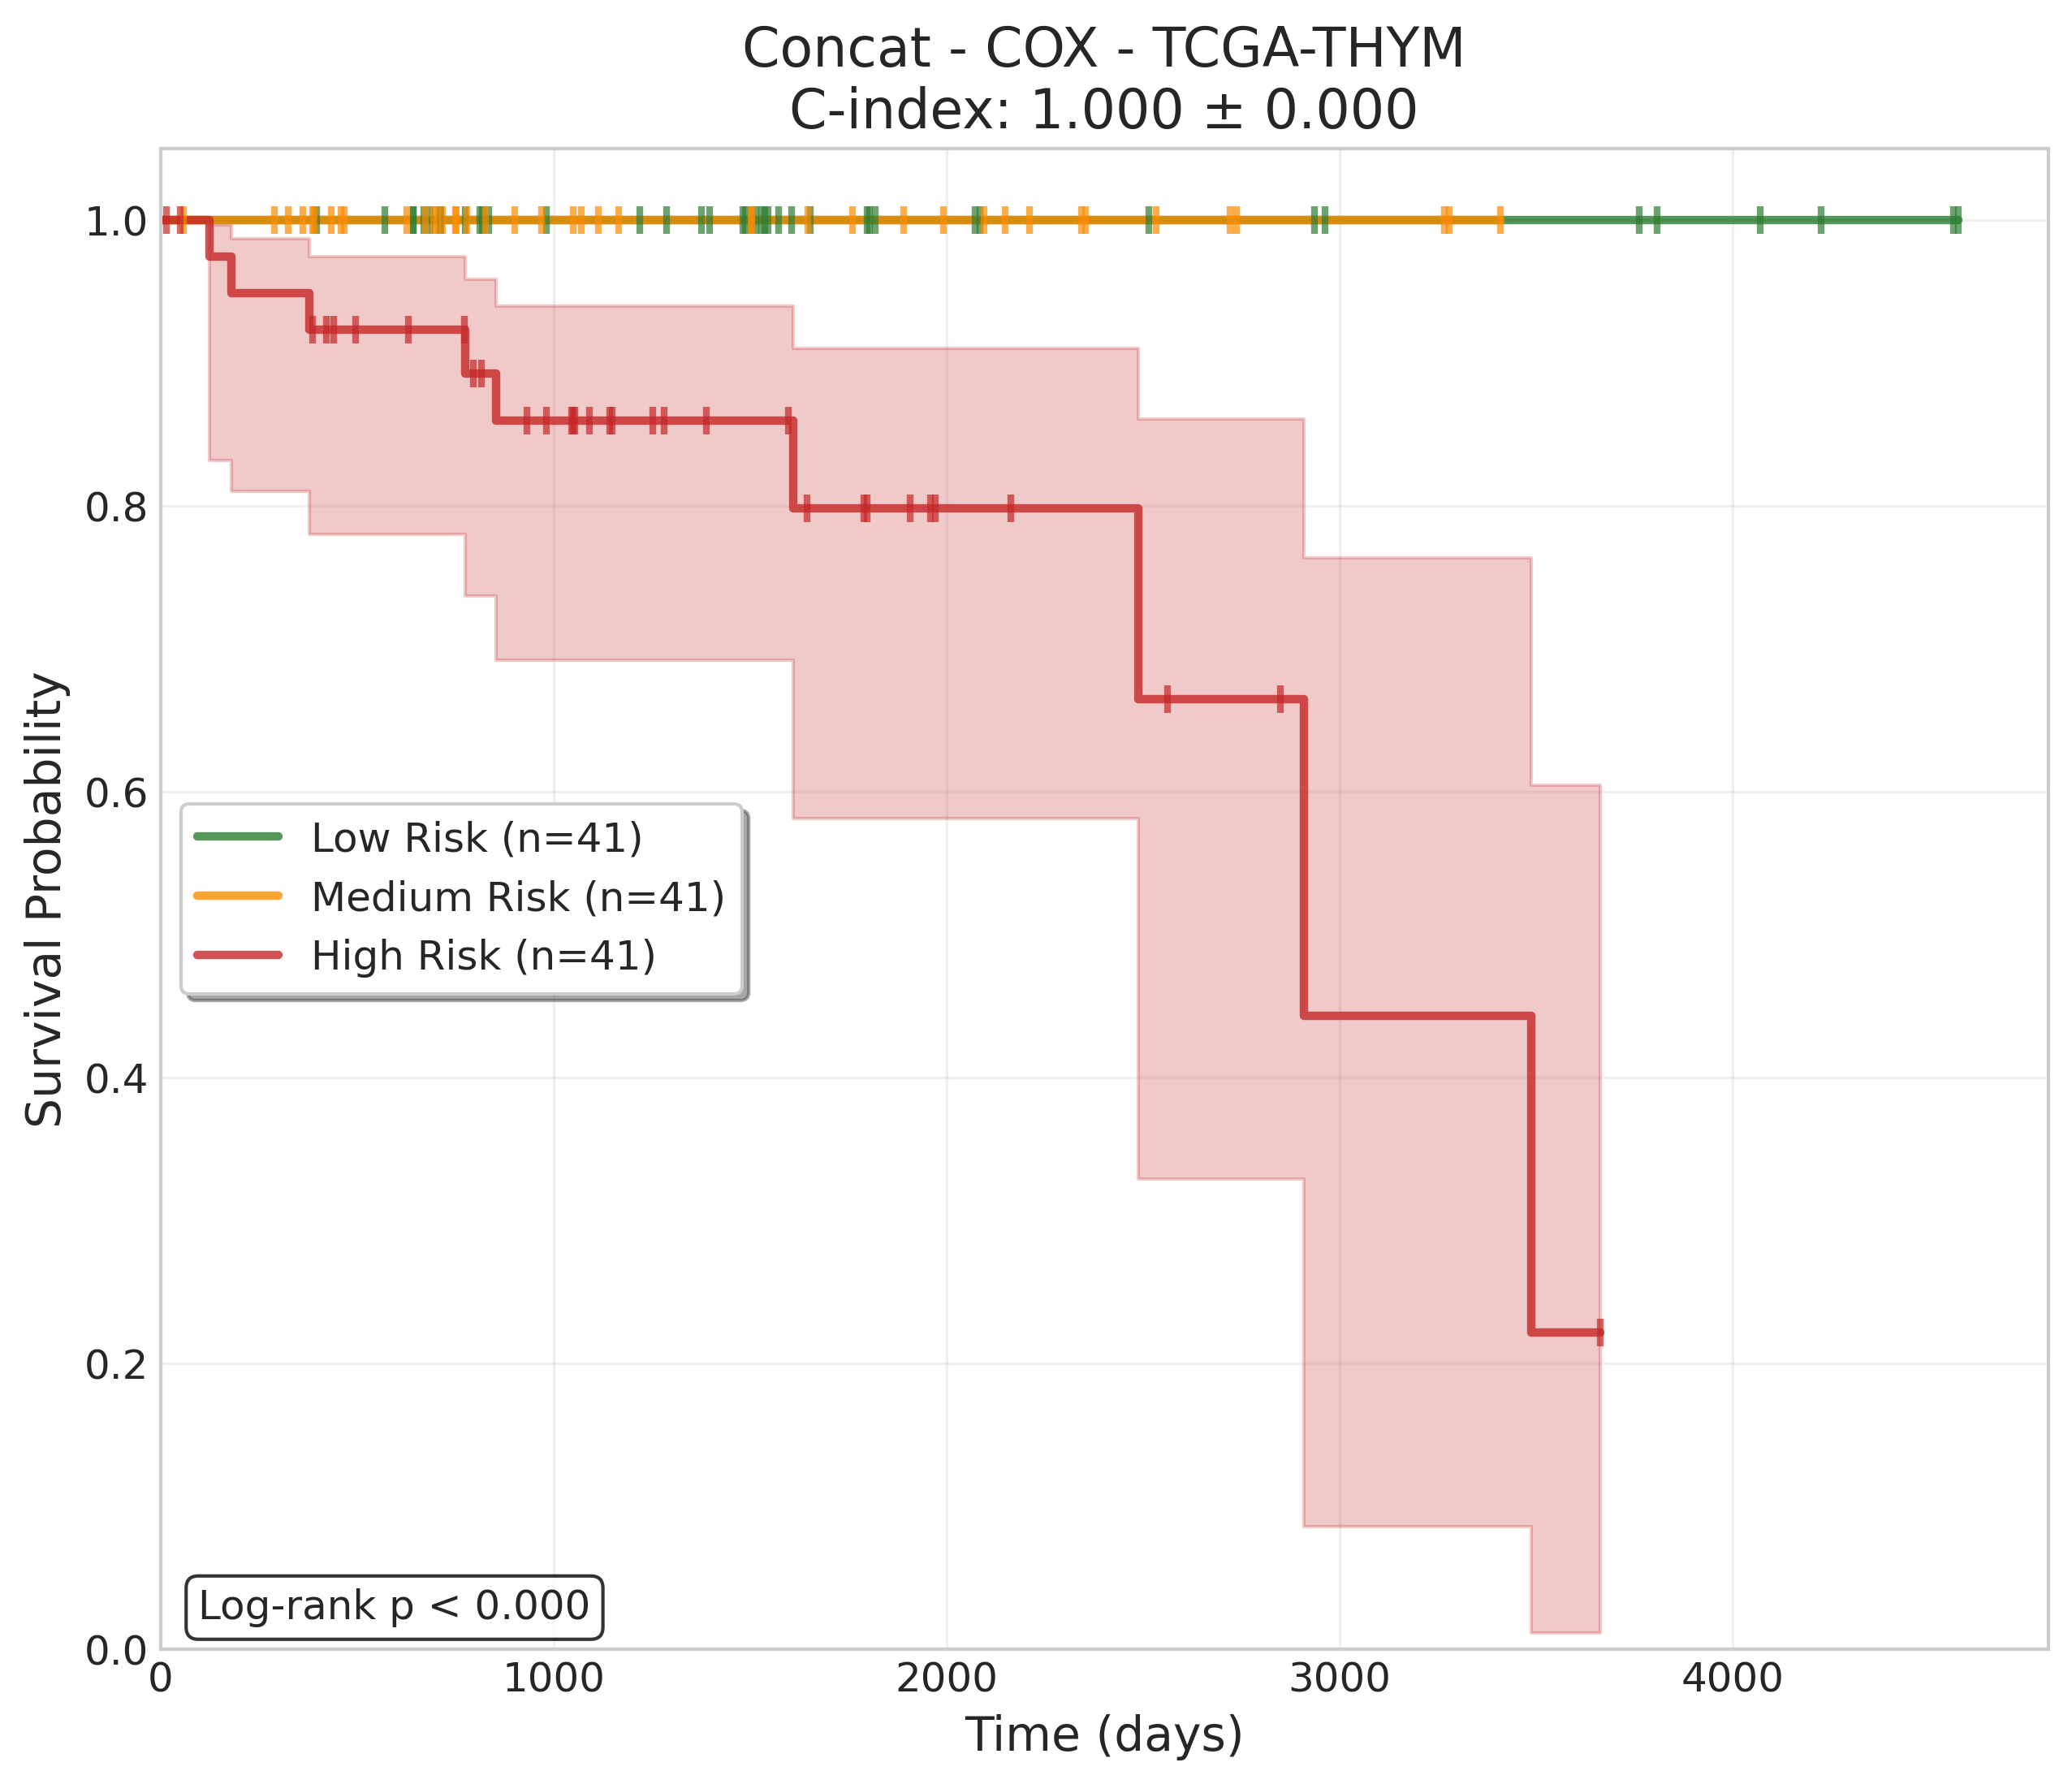 Concat - COX - TCGA-THYM
C-index: 1.000 ± 0.000
Survival Probability
1.0
0.8
0.6
0.4
0.2
0.0
Low Risk (n=41)
Medium Risk (n=41)
High Risk (n=41)
Log-rank p < 0.000
0
1000
2000
3000
4000
Time (days)